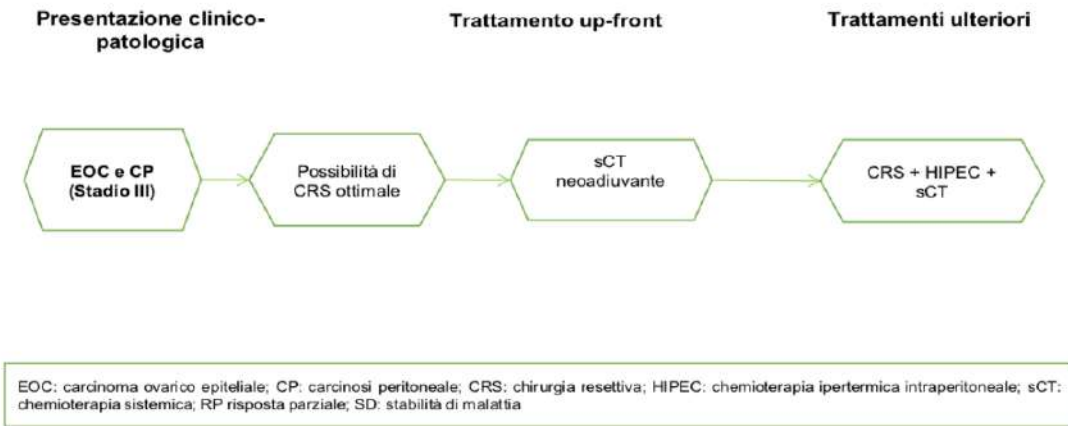 Presentazione clinico-
patologica
Trattamento up-front
Trattamenti ulteriori
EOC e CP
(Stadio III)
Possibilità di
CRS ottimale
sCT
neoadiuvante
CRS + HIPEC +
sCT
EOC: carcinoma ovarico epiteliale; CP: carcinosi peritoneale; CRS: chirurgia resettiva; HIPEC: chemioterapia ipertermica intraperitoneale; sCT:
chemioterapia sistemica; RP risposta parziale; SD: stabilità di malattia